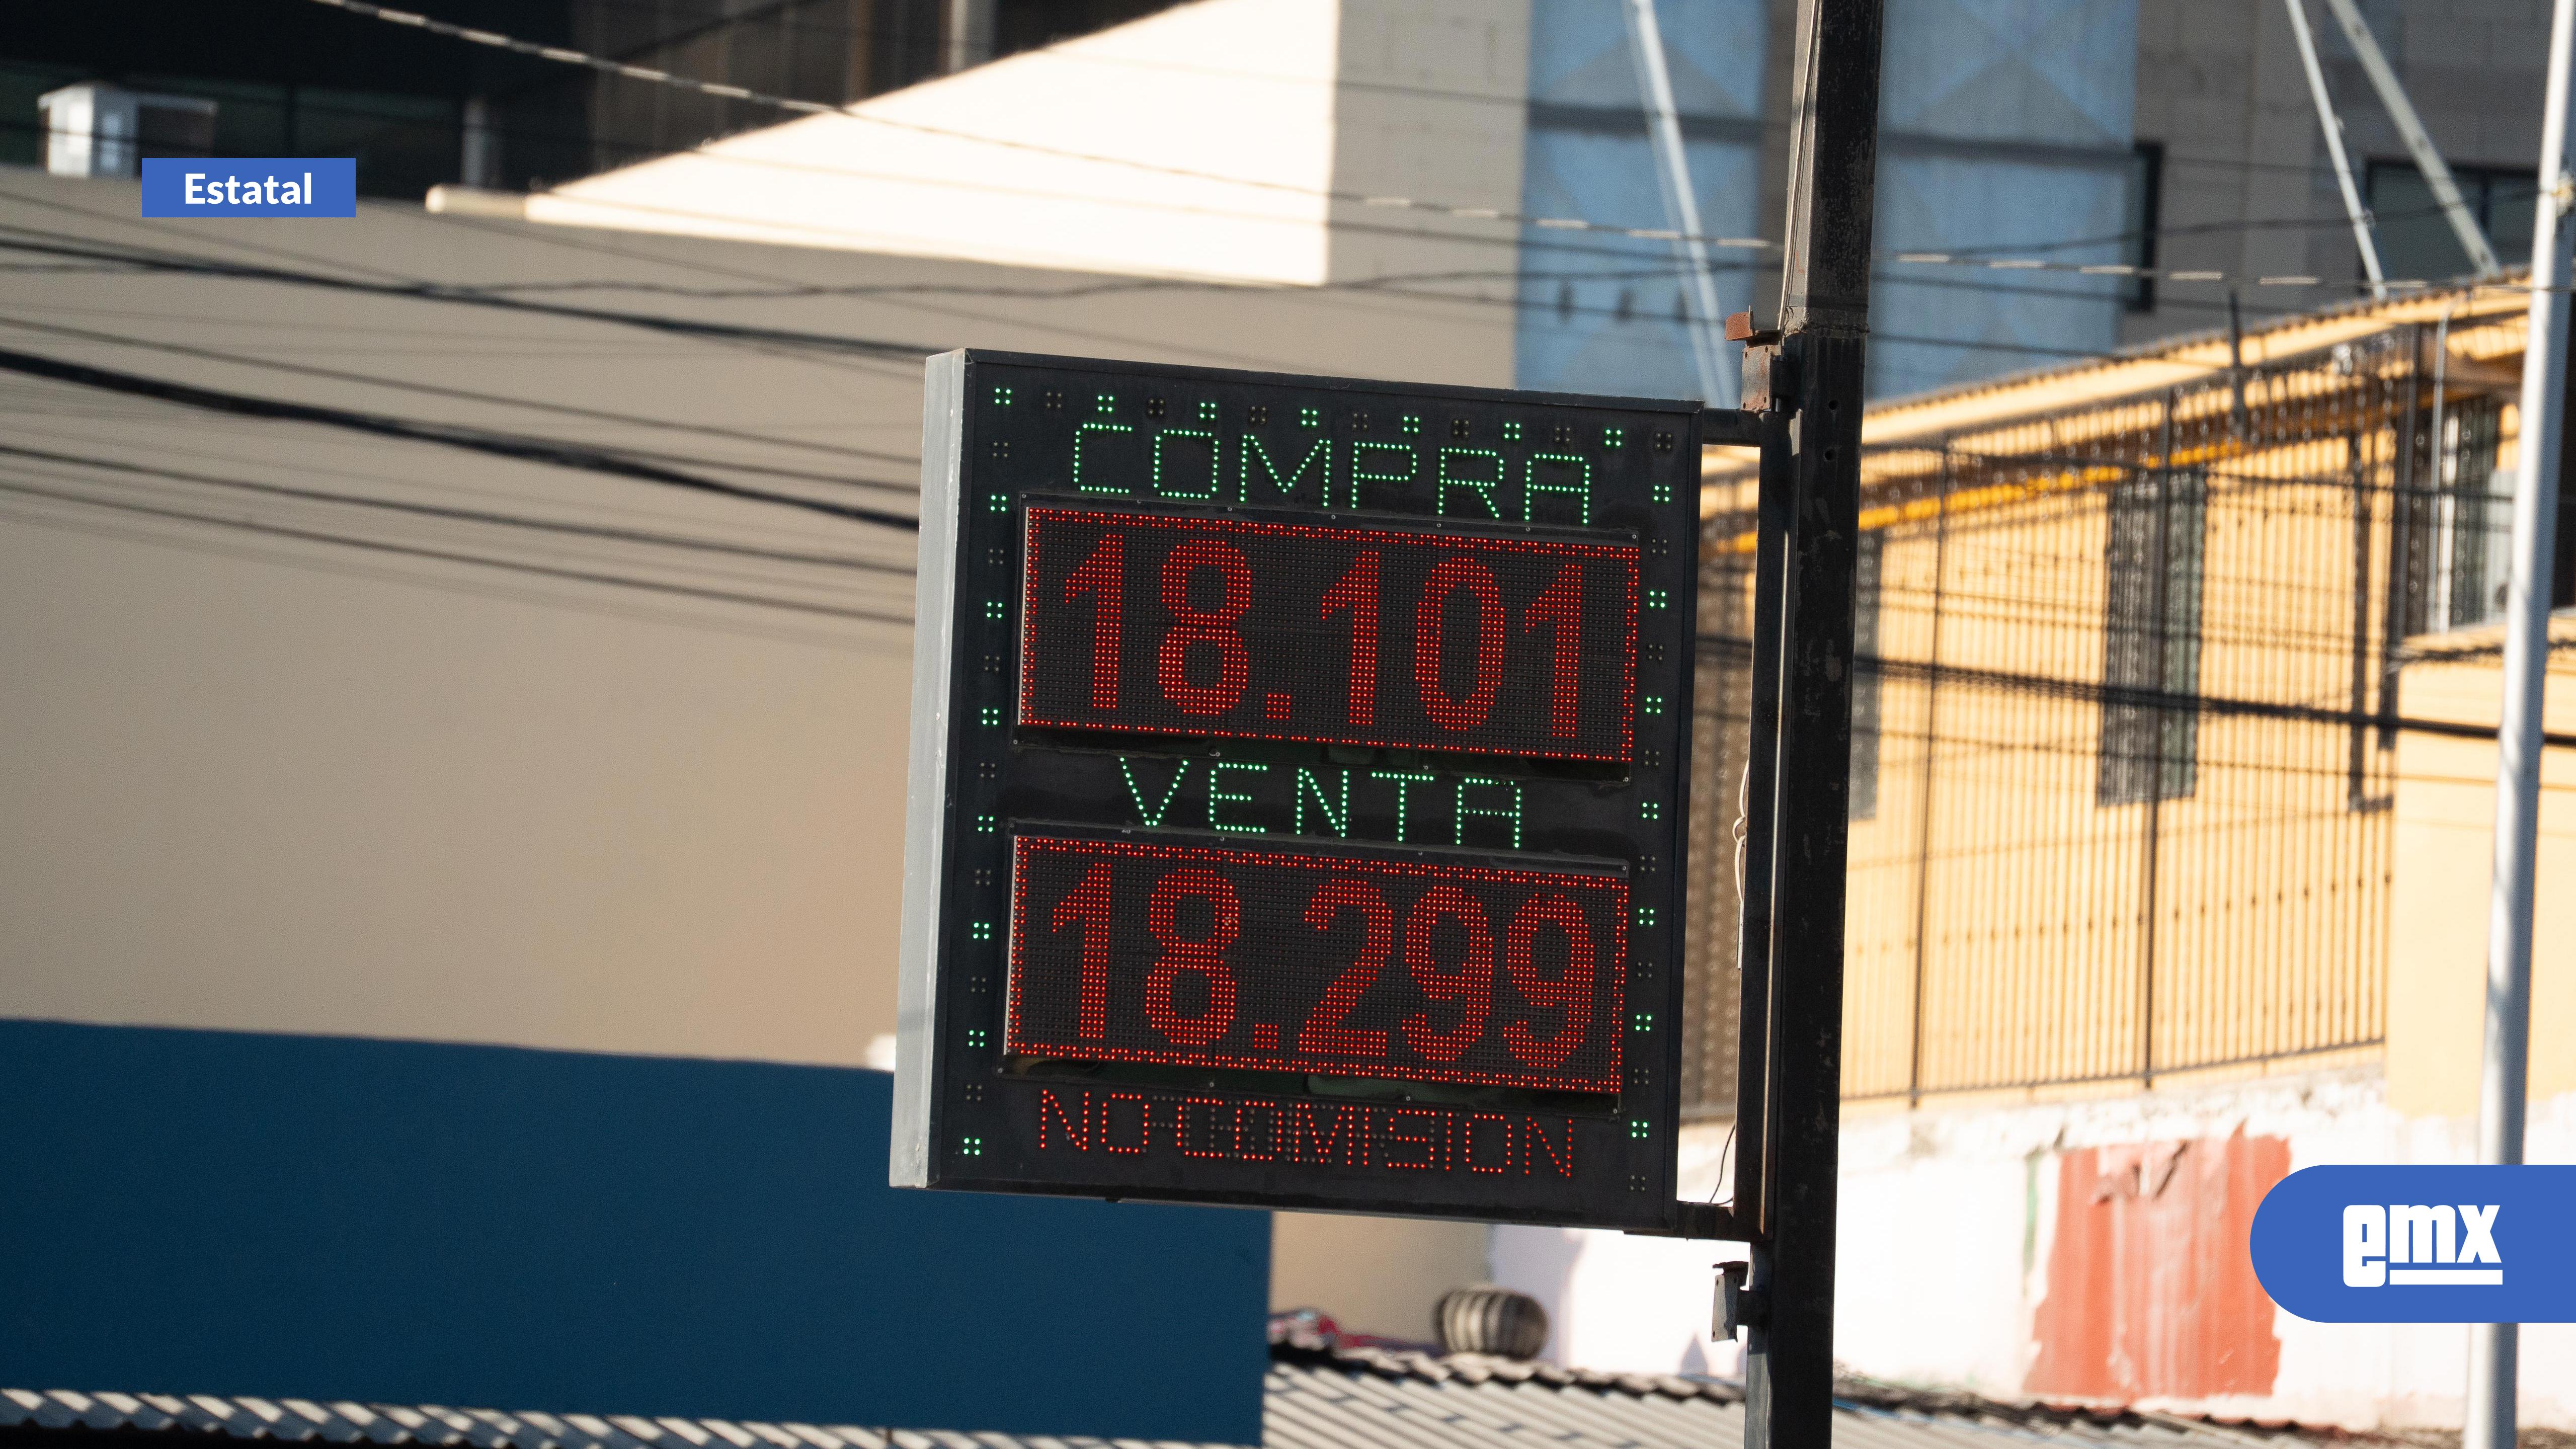 Estatal
COMPRA
18.101
VENTA
18.299
NO COMISION
emx